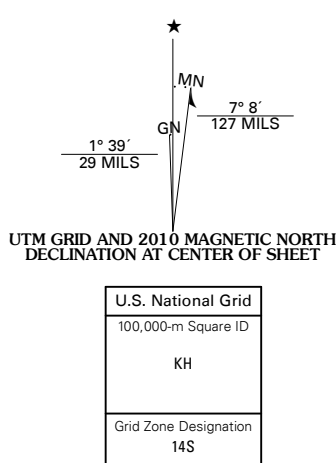 ★
MN
7° 8´
127 MILS
GN
1° 39´
29 MILS
UTM GRID AND 2010 MAGNETIC NORTH
DECLINATION AT CENTER OF SHEET
U.S. National Grid
100,000-m Square ID
KH
Grid Zone Designation
14S